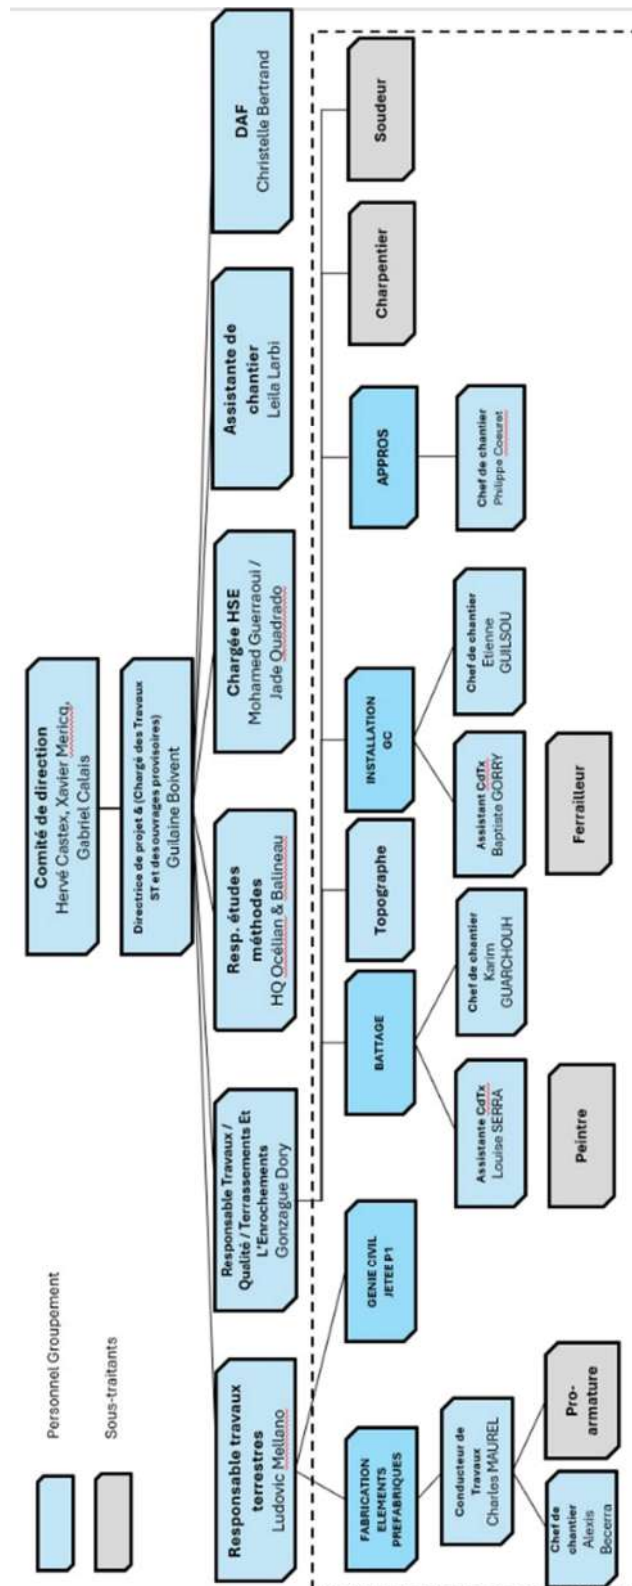 Personnel Groupement
Sous-traitants
Comité de direction
Hervé Castex, Xavier Mericq,
Gabriel Calais
Directrice de projet & (Chargé des Travaux
ST et des ouvrages provisoires)
Guilaine Boivent
Responsable travaux
terrestres
Ludovic Mellano
Responsable Travaux /
Qualité / Terrassements Et
L'Enrochements
Gonzague Dory
Resp. études
méthodes
HQ Océlian & Balineau
Chargée HSE
Mohamed Guerraoui /
Jade Quadrado
Assistante de
chantier
Leila Larbi
DAF
Christelle Bertrand
FABRICATION
ELEMENTS
PREFABRIQUES
GENIE CIVIL
JETEE P1
BATTAGE
Topographe
INSTALLATION
GC
APPROS
Charpentier
Soudeur
Conducteur de
Travaux
Charles MAUREL
Assistante CdTx
Louise SERRA
Chef de chantier
Karim
GUARCHOUH
Assistant CdTx
Baptiste GORRY
Chef de chantier
Etienne
GUILSOU
Chef de chantier
Philippe Coeuret
Chef de
chantier
Alexis
Becerra
Pro-
armature
Peintre
Ferrailleur